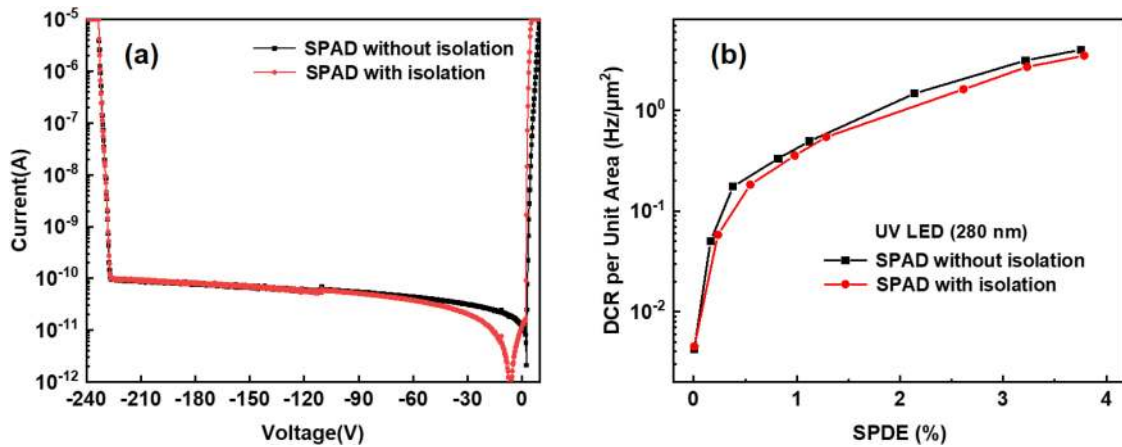 (a)
SPAD without isolation
SPAD with isolation
Current(A)
10⁻⁵
10⁻⁶
10⁻⁷
10⁻⁸
10⁻⁹
10⁻¹⁰
10⁻¹¹
10⁻¹²
-240 -210 -180 -150 -120 -90 -60 -30 0
Voltage(V)
(b)
DCR per Unit Area (Hz/μm²)
10⁰
10⁻¹
10⁻²
UV LED (280 nm)
SPAD without isolation
SPAD with isolation
0 1 2 3 4
SPDE (%)